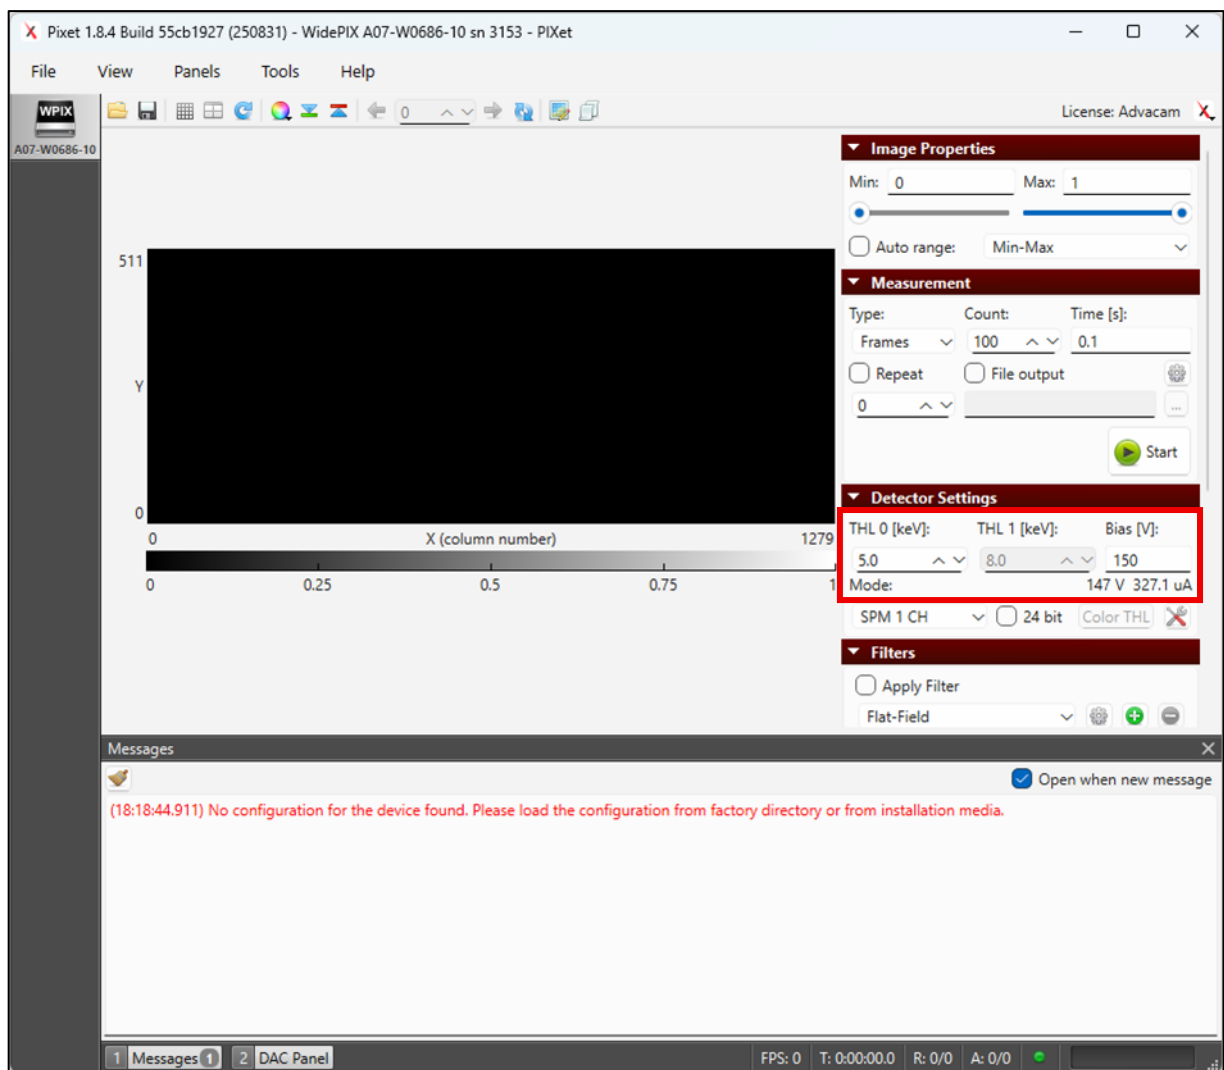 Pixet 1.8.4 Build 55cb1927 (250831) - WidePIX A07-W0686-10 sn 3153 - PIXet
File View Panels Tools Help
WPIX
A07-W0686-10
0
License: Advacam
Image Properties
Min: 0 Max: 1
Auto range: Min-Max
Measurement
Type: Count: Time [s]:
Frames 100 0.1
Repeat File output
0 ...
Start
Detector Settings
THL 0 [keV]: THL 1 [keV]: Bias [V]:
5.0 8.0 150
Mode: 147 V 327.1 uA
SPM 1 CH 24 bit Color THL
Filters
Apply Filter
Flat-Field
511
Y
0
0 X (column number) 1279
0 0.25 0.5 0.75 1
Messages
Open when new message
(18:18:44.911) No configuration for the device found. Please load the configuration from factory directory or from installation media.
1 Messages 1 2 DAC Panel FPS: 0 T: 0:00:00.0 R: 0/0 A: 0/0